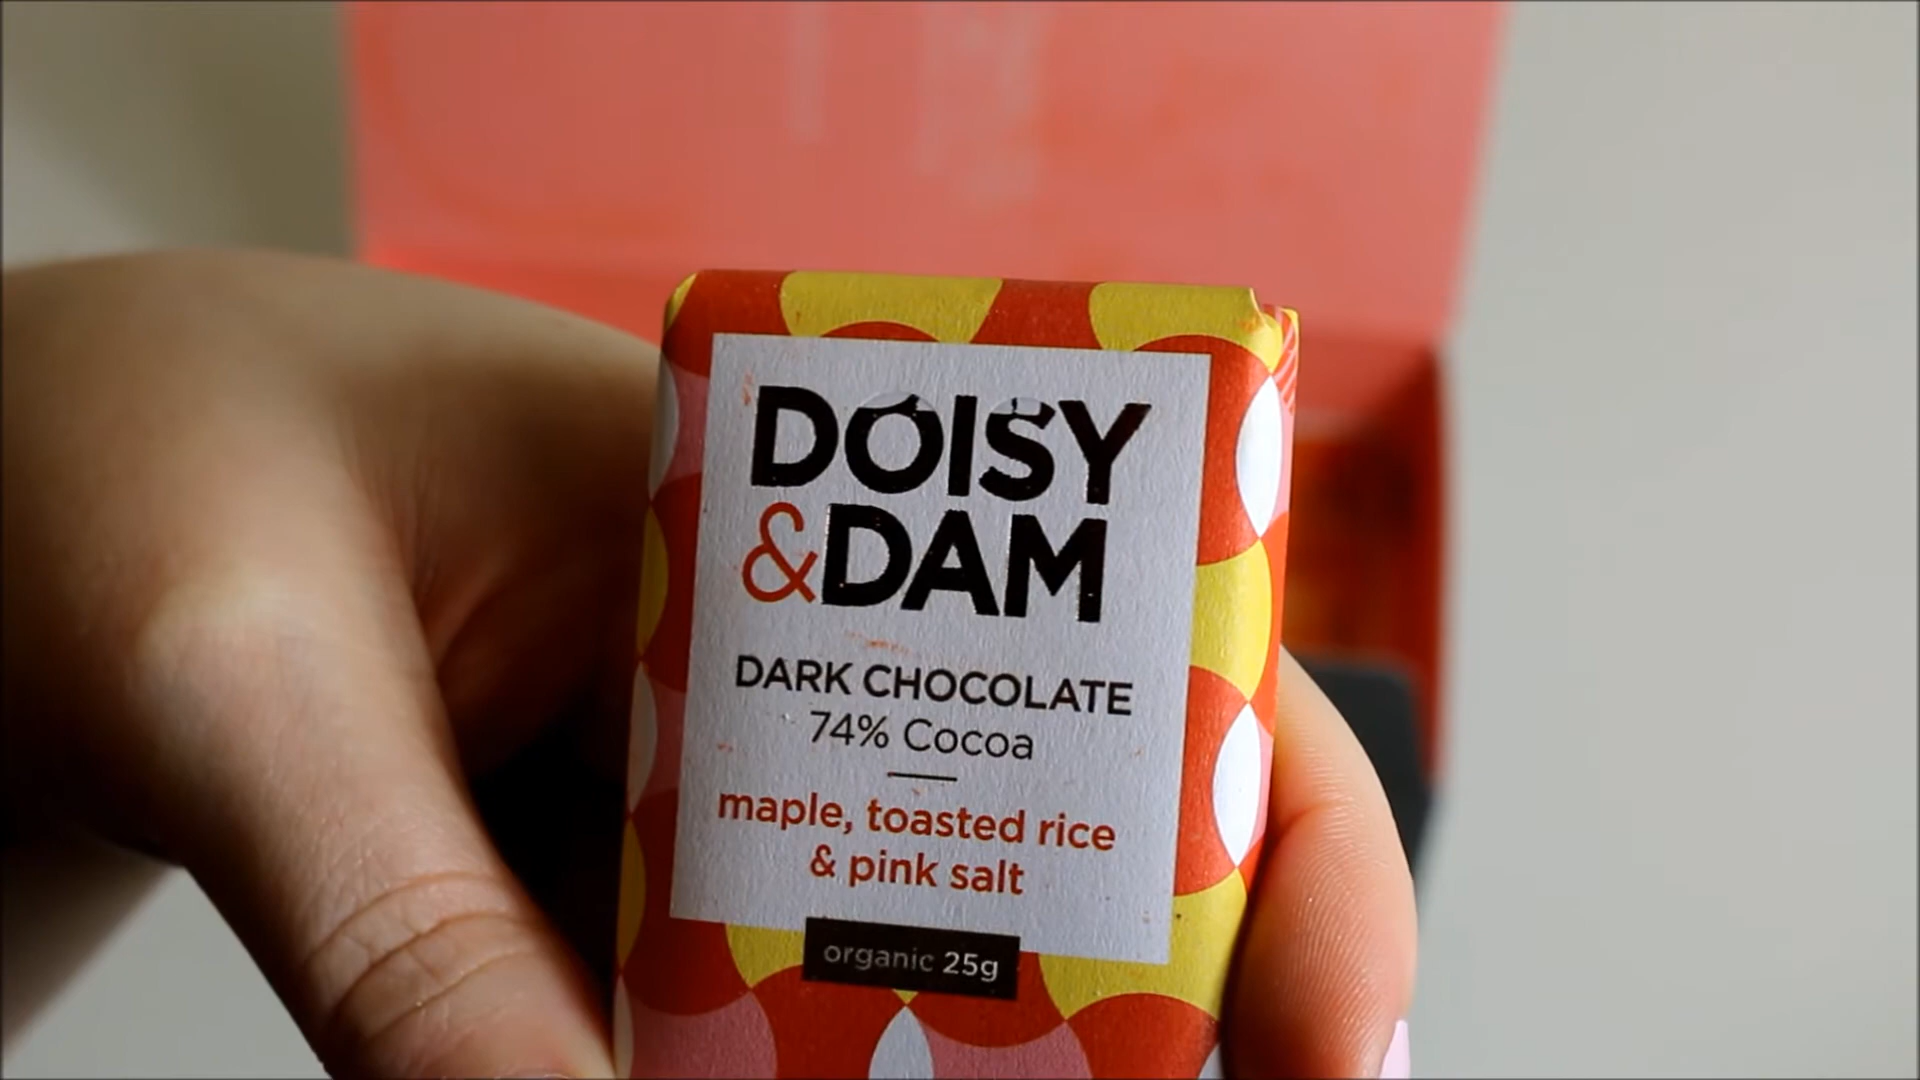 DOISY
&DAM
DARK CHOCOLATE
74% Cocoa
maple, toasted rice
& pink salt
organic 25g